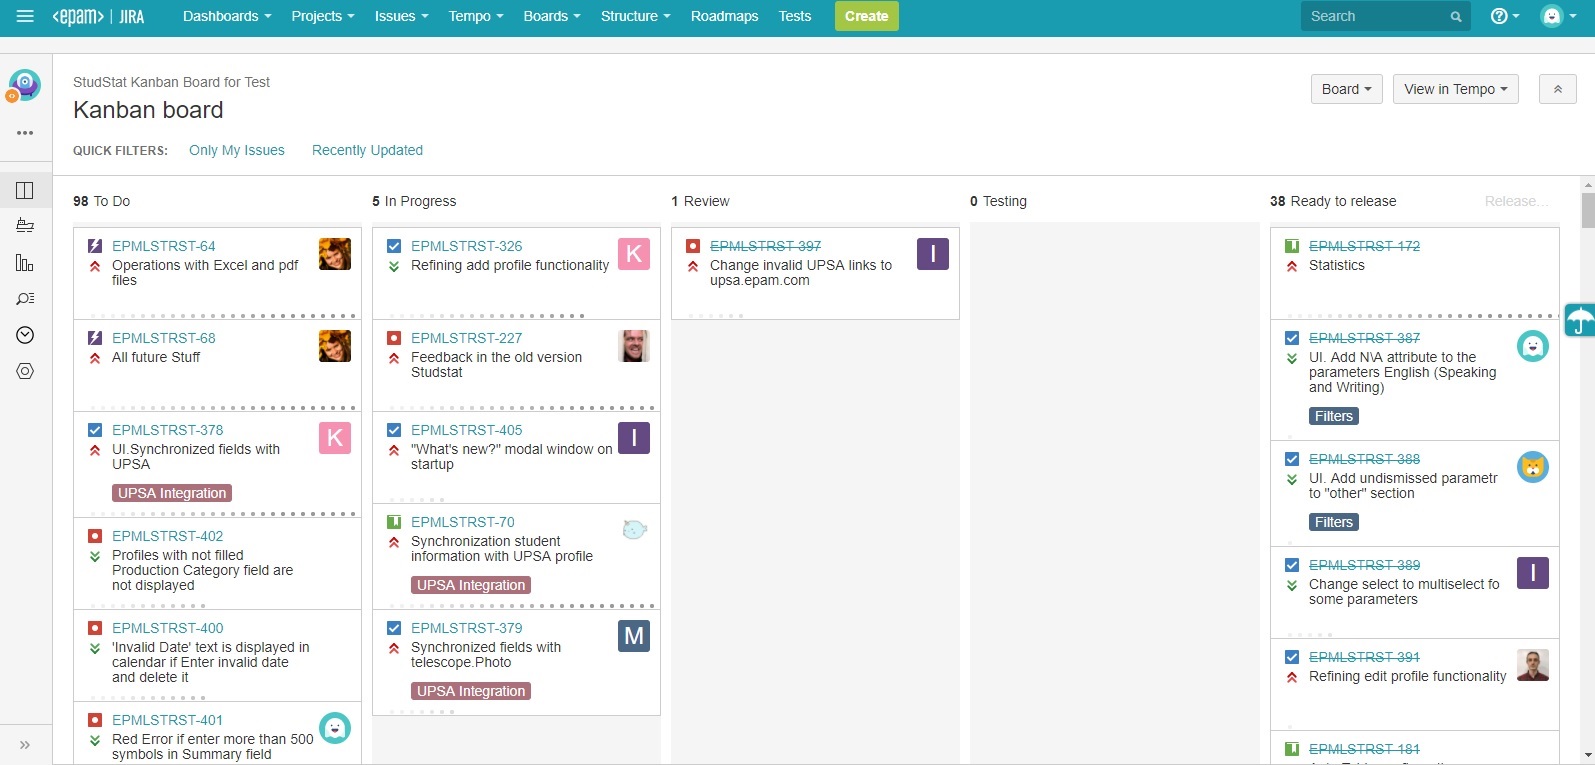 <epam> | JIRA Dashboards Projects Issues Tempo Boards Structure Roadmaps Tests Create Search
StudStat Kanban Board for Test
Kanban board
Board View in Tempo
QUICK FILTERS: Only My Issues Recently Updated
98 To Do
EPMLSTRST-64
Operations with Excel and pdf
files
EPMLSTRST-68
All future Stuff
EPMLSTRST-378
K
UI.Synchronized fields with
UPSA
UPSA Integration
EPMLSTRST-402
Profiles with not filled
Production Category field are
not displayed
EPMLSTRST-400
'Invalid Date' text is displayed in
calendar if Enter invalid date
and delete it
EPMLSTRST-401
Red Error if enter more than 500
symbols in Summary field
5 In Progress
EPMLSTRST-326
K
Refining add profile functionality
EPMLSTRST-227
Feedback in the old version
Studstat
EPMLSTRST-405
I
"What's new?" modal window on
startup
EPMLSTRST-70
Synchronization student
information with UPSA profile
UPSA Integration
EPMLSTRST-379
M
Synchronized fields with
telescope.Photo
UPSA Integration
1 Review
EPMLSTRST-397
I
Change invalid UPSA links to
upsa.epam.com
0 Testing
38 Ready to release Release...
EPMLSTRST-172
Statistics
EPMLSTRST-387
UI. Add N\A attribute to the
parameters English (Speaking
and Writing)
Filters
EPMLSTRST-388
UI. Add undismissed parametr
to "other" section
Filters
EPMLSTRST-389
I
Change select to multiselect fo
some parameters
EPMLSTRST-391
Refining edit profile functionality
EPMLSTRST-181